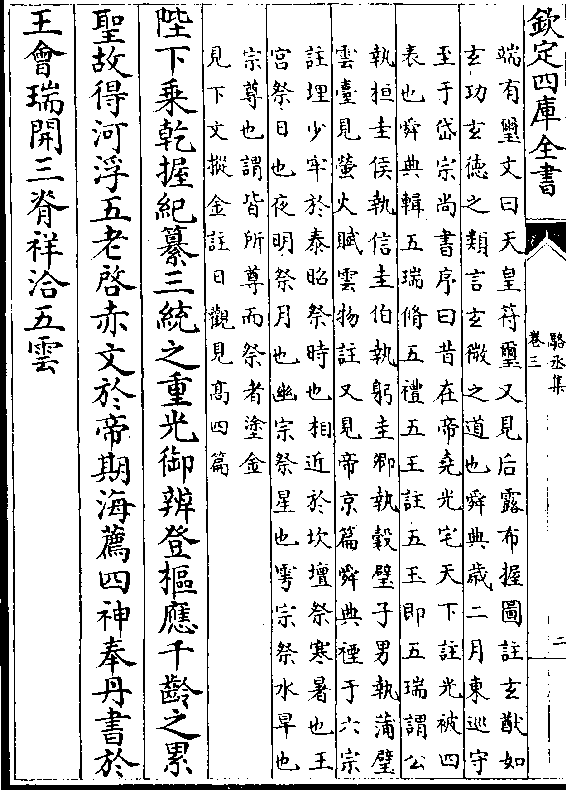 欽定四庫全書
駱丞集
卷三
二
端有璽文曰天皇符璽又見后露布握圖註玄猷如
玄功玄德之類言玄微之道也舜典歲二月東巡守
至于岱宗尚書序曰昔在帝堯光宅天下註光被四
表也舜典輯五瑞脩五禮五玉註五玉即五瑞謂公
執桓圭侯執信圭伯執躬圭卿執穀璧子男執蒲璧
雲臺見螢火賦雲物註又見帝京篇舜典禋于六宗
註埋少牢於泰昭祭時也相近於坎壇祭寒暑也王
宮祭日也夜明祭月也幽宗祭星也雩宗祭水旱也
宗尊也謂皆所尊而祭者塗金
見下文摐金註日觀見髙四篇
陛下乗乾握紀纂三統之重光御辨登樞應千齡之累
聖故得河浮五老啓赤文於帝期海薦四神奉丹書於
王會瑞開三脊祥洽五雲